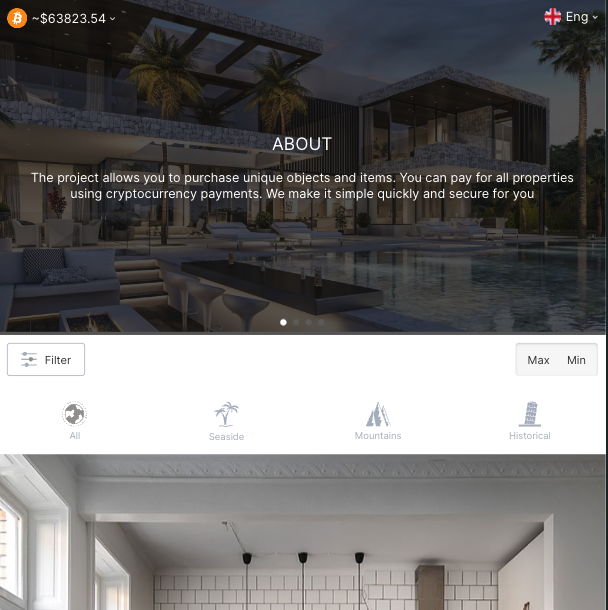 ~$63823.54
Eng
ABOUT
The project allows you to purchase unique objects and items. You can pay for all properties
using cryptocurrency payments. We make it simple quickly and secure for you
Filter
Max Min
All Seaside Mountains Historical